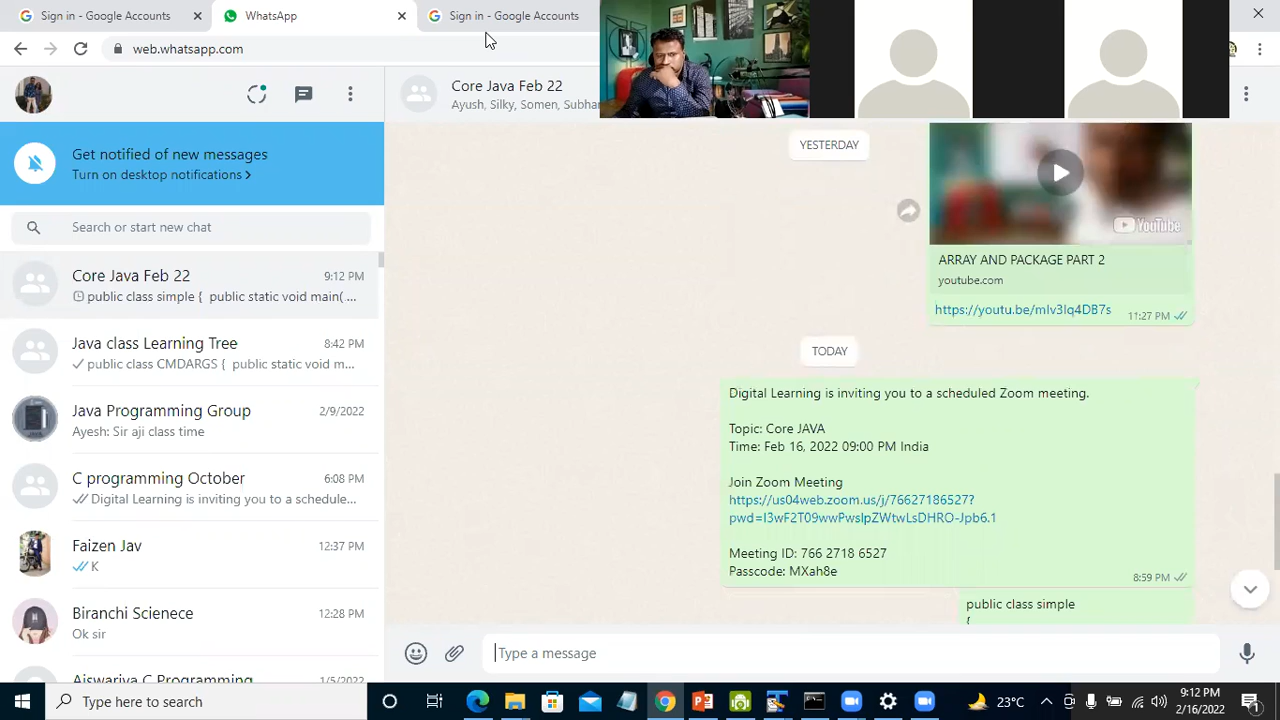 Sign in - Google Accounts
WhatsApp
Sign in - Google Accounts
web.whatsapp.com
Core Java Feb 22
Ayush, Silky, Somen, Subhar
Get notified of new messages
Turn on desktop notifications >
Search or start new chat
Core Java Feb 22
9:12 PM
public class simple { public static void main( ...
Java class Learning Tree
8:42 PM
public class CMDARGS { public static void m...
Java Programming Group
2/9/2022
Ayesh: Sir aji class time
C programming October
6:08 PM
Digital Learning is inviting you to a schedule...
Faizen Jav
12:37 PM
K
Biranchi Scienece
12:28 PM
Ok sir
Aiswariya C Programming
1/5/2022
YESTERDAY
YouTube
ARRAY AND PACKAGE PART 2
youtube.com
https://youtu.be/mIv3Iq4DB7s
11:27 PM
TODAY
Digital Learning is inviting you to a scheduled Zoom meeting.
Topic: Core JAVA
Time: Feb 16, 2022 09:00 PM India
Join Zoom Meeting
https://us04web.zoom.us/j/76627186527?
pwd=I3wF2T09wwPwsIpZWtwLsDHRO-Jpb6.1
Meeting ID: 766 2718 6527
Passcode: MXah8e
8:59 PM
public class simple
{
Type a message
Type here to search
23°C
9:12 PM
2/16/2022